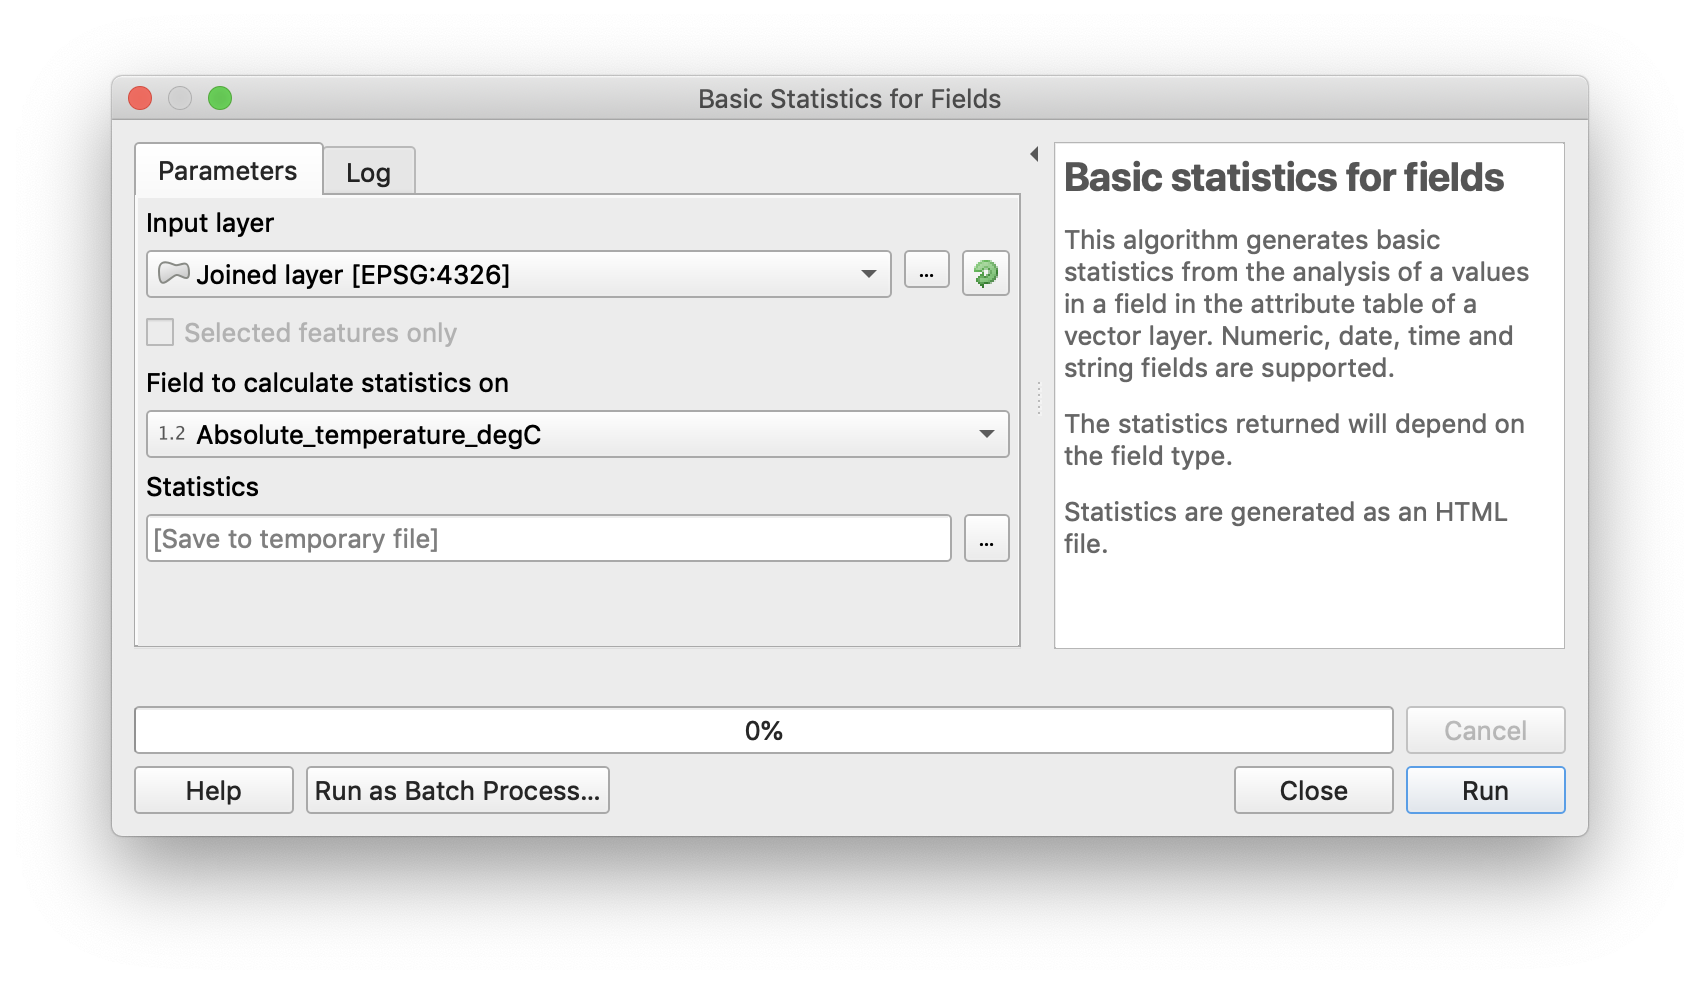 Basic Statistics for Fields
Parameters
Log
Input layer
Joined layer [EPSG:4326]
...
Selected features only
Field to calculate statistics on
1.2 Absolute_temperature_degC
Statistics
[Save to temporary file]
...
Basic statistics for fields
This algorithm generates basic
statistics from the analysis of a values
in a field in the attribute table of a
vector layer. Numeric, date, time and
string fields are supported.
The statistics returned will depend on
the field type.
Statistics are generated as an HTML
file.
0%
Cancel
Help
Run as Batch Process...
Close
Run